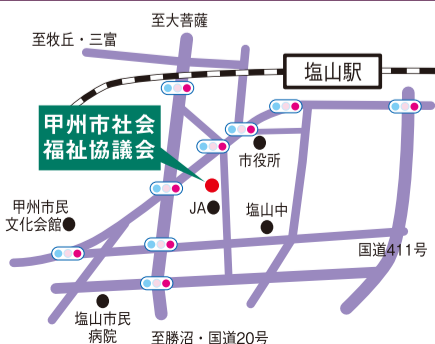 至大菩薩
至牧丘・三富
塩山駅
甲州市社会
福祉協議会
市役所
甲州市民
文化会館
JA
塩山中
国道411号
塩山市民
病院
至勝沼・国道20号